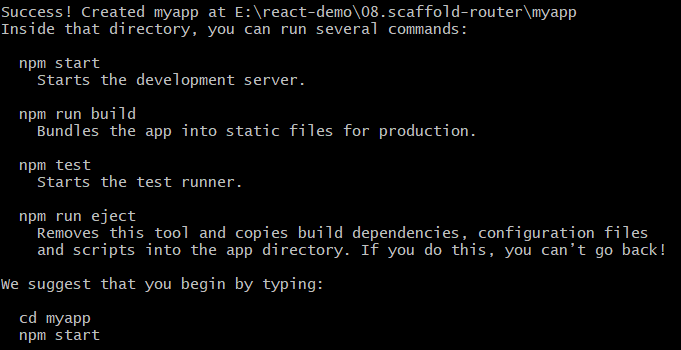 Success! Created myapp at E:\react-demo\08.scaffold-router\myapp
Inside that directory, you can run several commands:
npm start
Starts the development server.
npm run build
Bundles the app into static files for production.
npm test
Starts the test runner.
npm run eject
Removes this tool and copies build dependencies, configuration files
and scripts into the app directory. If you do this, you can’t go back!
We suggest that you begin by typing:
cd myapp
npm start